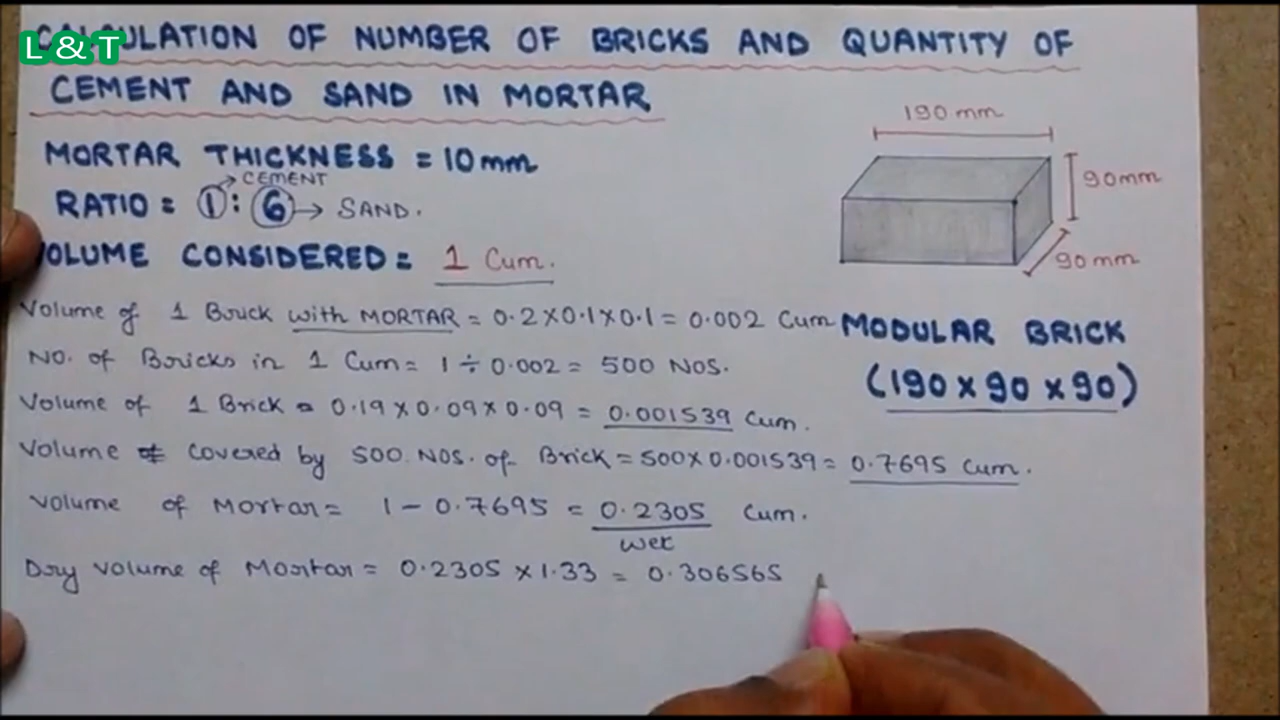 L & T
CALCULATION OF NUMBER OF BRICKS AND QUANTITY OF
CEMENT AND SAND IN MORTAR
MORTAR THICKNESS = 10 mm
CEMENT
RATIO = 1 : 6 → SAND.
VOLUME CONSIDERED = 1 Cum.
190 mm
90mm
90 mm
MODULAR BRICK
(190 x 90 x 90)
Volume of 1 Brick with MORTAR = 0.2 X 0.1 X 0.1 = 0.002 Cum
NO. of Bricks in 1 Cum = 1 ÷ 0.002 = 500 NOS.
Volume of 1 Brick = 0.19 X 0.09 X 0.09 = 0.001539 Cum.
Volume covered by 500 NOS. of Brick = 500 X 0.001539 = 0.7695 Cum.
Volume of Mortar = 1 - 0.7695 = 0.2305 Cum.
wet
Dry volume of Mortar = 0.2305 X 1.33 = 0.306565